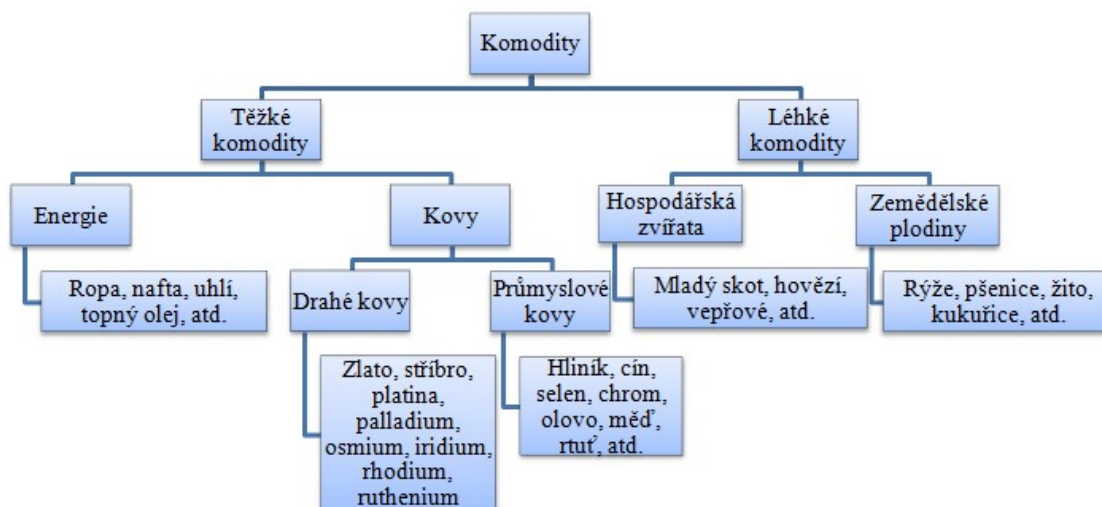 Komodity
Těžké
komodity
Léhké
komodity
Energie
Kovy
Hospodářská
zvířata
Zemědělské
plodiny
Ropa, nafta, uhlí,
topný olej, atd.
Drahé kovy
Průmyslové
kovy
Mladý skot, hovězí,
vepřové, atd.
Rýže, pšenice, žito,
kukuřice, atd.
Zlato, stříbro,
platina,
palladium,
osmium, iridium,
rhodium,
ruthenium
Hliník, cín,
selen, chrom,
olovo, měď,
rtuť, atd.